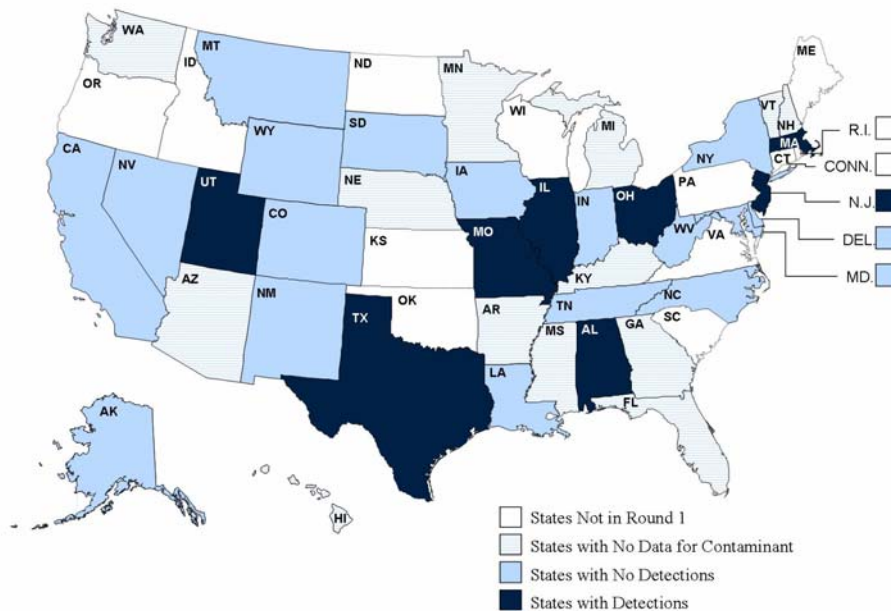 WA
MT
ND
MN
ME
ID
OR
VT
WI
NH
R.I.
SD
MI
MA
WY
NY
CT
CONN.
CA
NV
IA
PA
NE
N.J.
UT
IL
OH
IN
CO
VA
DEL.
WV
KS
MO
MD.
KY
AZ
NC
NM
OK
TN
AR
SC
TX
MS
AL
GA
LA
FL
AK
HI
States Not in Round 1
States with No Data for Contaminant
States with No Detections
States with Detections